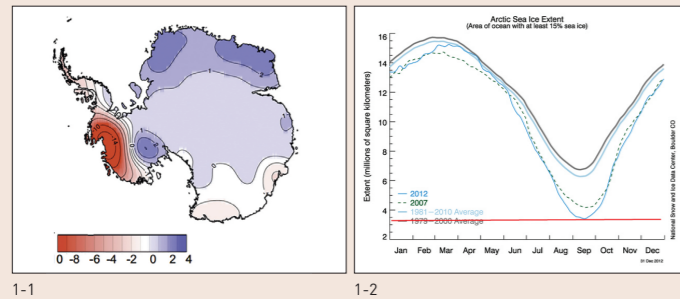 0 -8 -6 -4 -2 0 2 4
1-1
Arctic Sea Ice Extent
(Area of ocean with at least 15% sea ice)
Extent (millions of square kilometers)
16
14
12
10
8
6
4
2
2012
2007
1981–2010 Average
1979–2000 Average
Jan Feb Mar Apr May Jun Jul Aug Sep Oct Nov Dec
National Snow and Ice Data Center, Boulder CO
31 Dec 2012
1-2